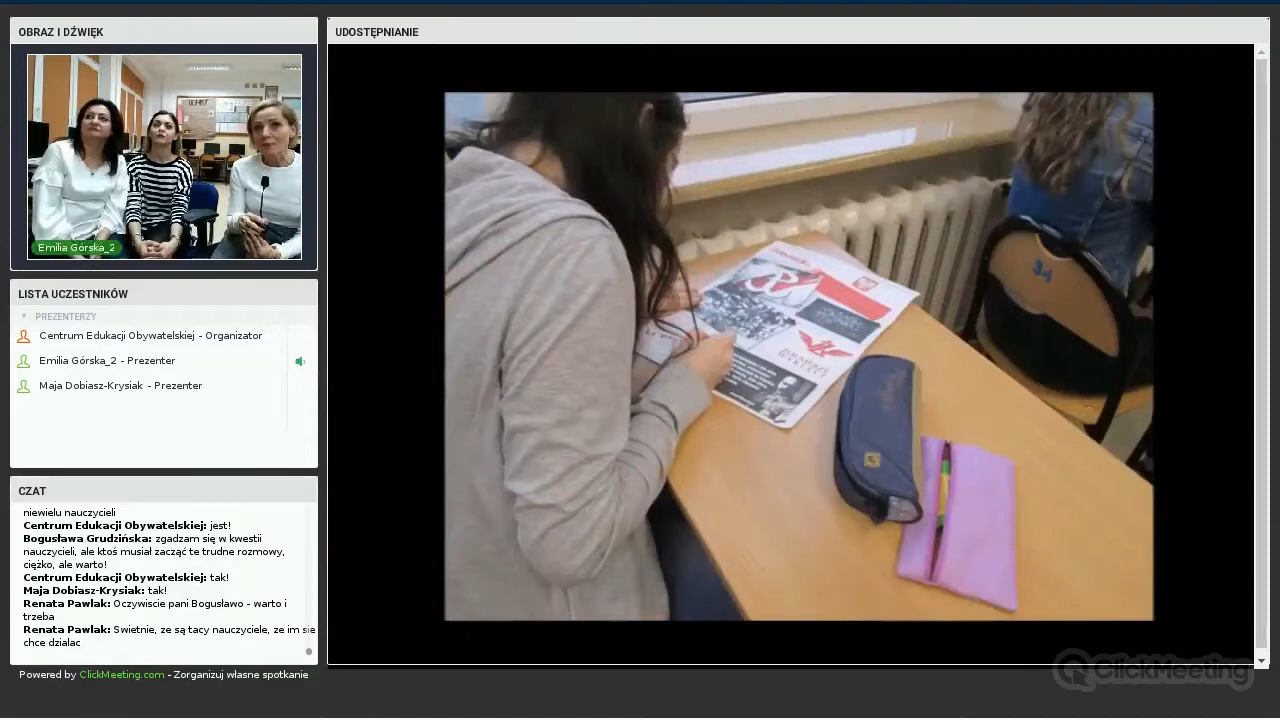 OBRAZ I DŹWIĘK
Emilia Górska_2
LISTA UCZESTNIKÓW
PREZENTERZY
Centrum Edukacji Obywatelskiej - Organizator
Emilia Górska_2 - Prezenter
Maja Dobiasz-Krysiak - Prezenter
CZAT
niewielu nauczycieli
Centrum Edukacji Obywatelskiej: jest!
Bogusława Grudzińska: zgadzam się w kwestii
nauczycieli, ale ktoś musiał zacząć te trudne rozmowy,
ciężko, ale warto!
Centrum Edukacji Obywatelskiej: tak!
Maja Dobiasz-Krysiak: tak!
Renata Pawlak: Oczywiscie pani Bogusławo - warto i
trzeba
Renata Pawlak: Swietnie, ze są tacy nauczyciele, ze im sie
chce dzialac
Powered by ClickMeeting.com - Zorganizuj własne spotkanie
UDOSTĘPNIANIE
34
ClickMeeting